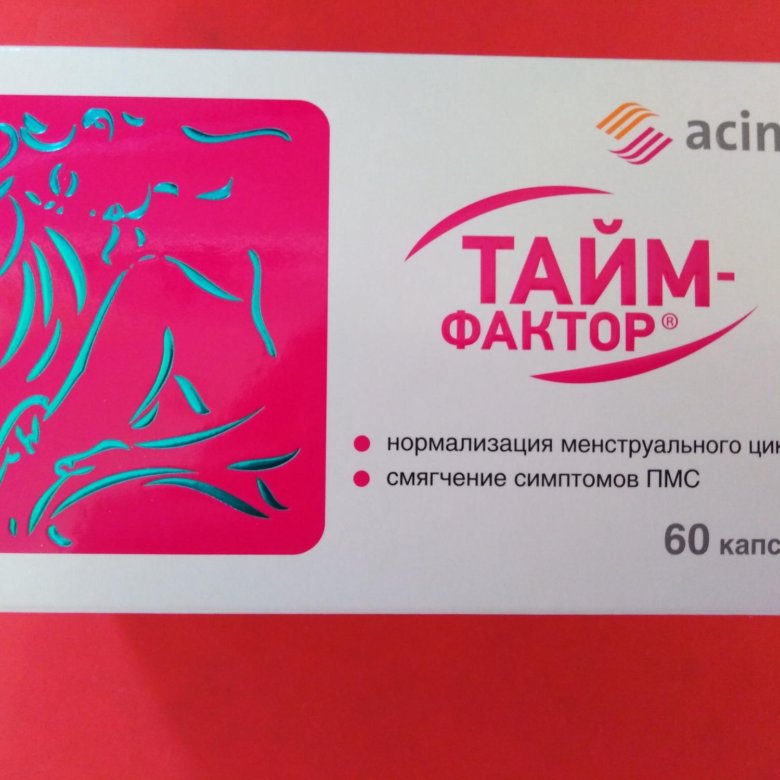 acin
ТАЙМ-
ФАКТОР®
• нормализация менструального цик
• смягчение симптомов ПМС
60 капс